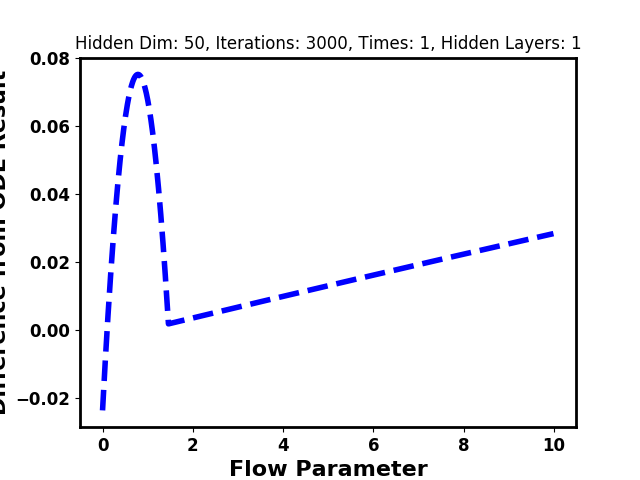 Hidden Dim: 50, Iterations: 3000, Times: 1, Hidden Layers: 1
Difference from ODE Result
0.08
0.06
0.04
0.02
0.00
−0.02
0 2 4 6 8 10
Flow Parameter